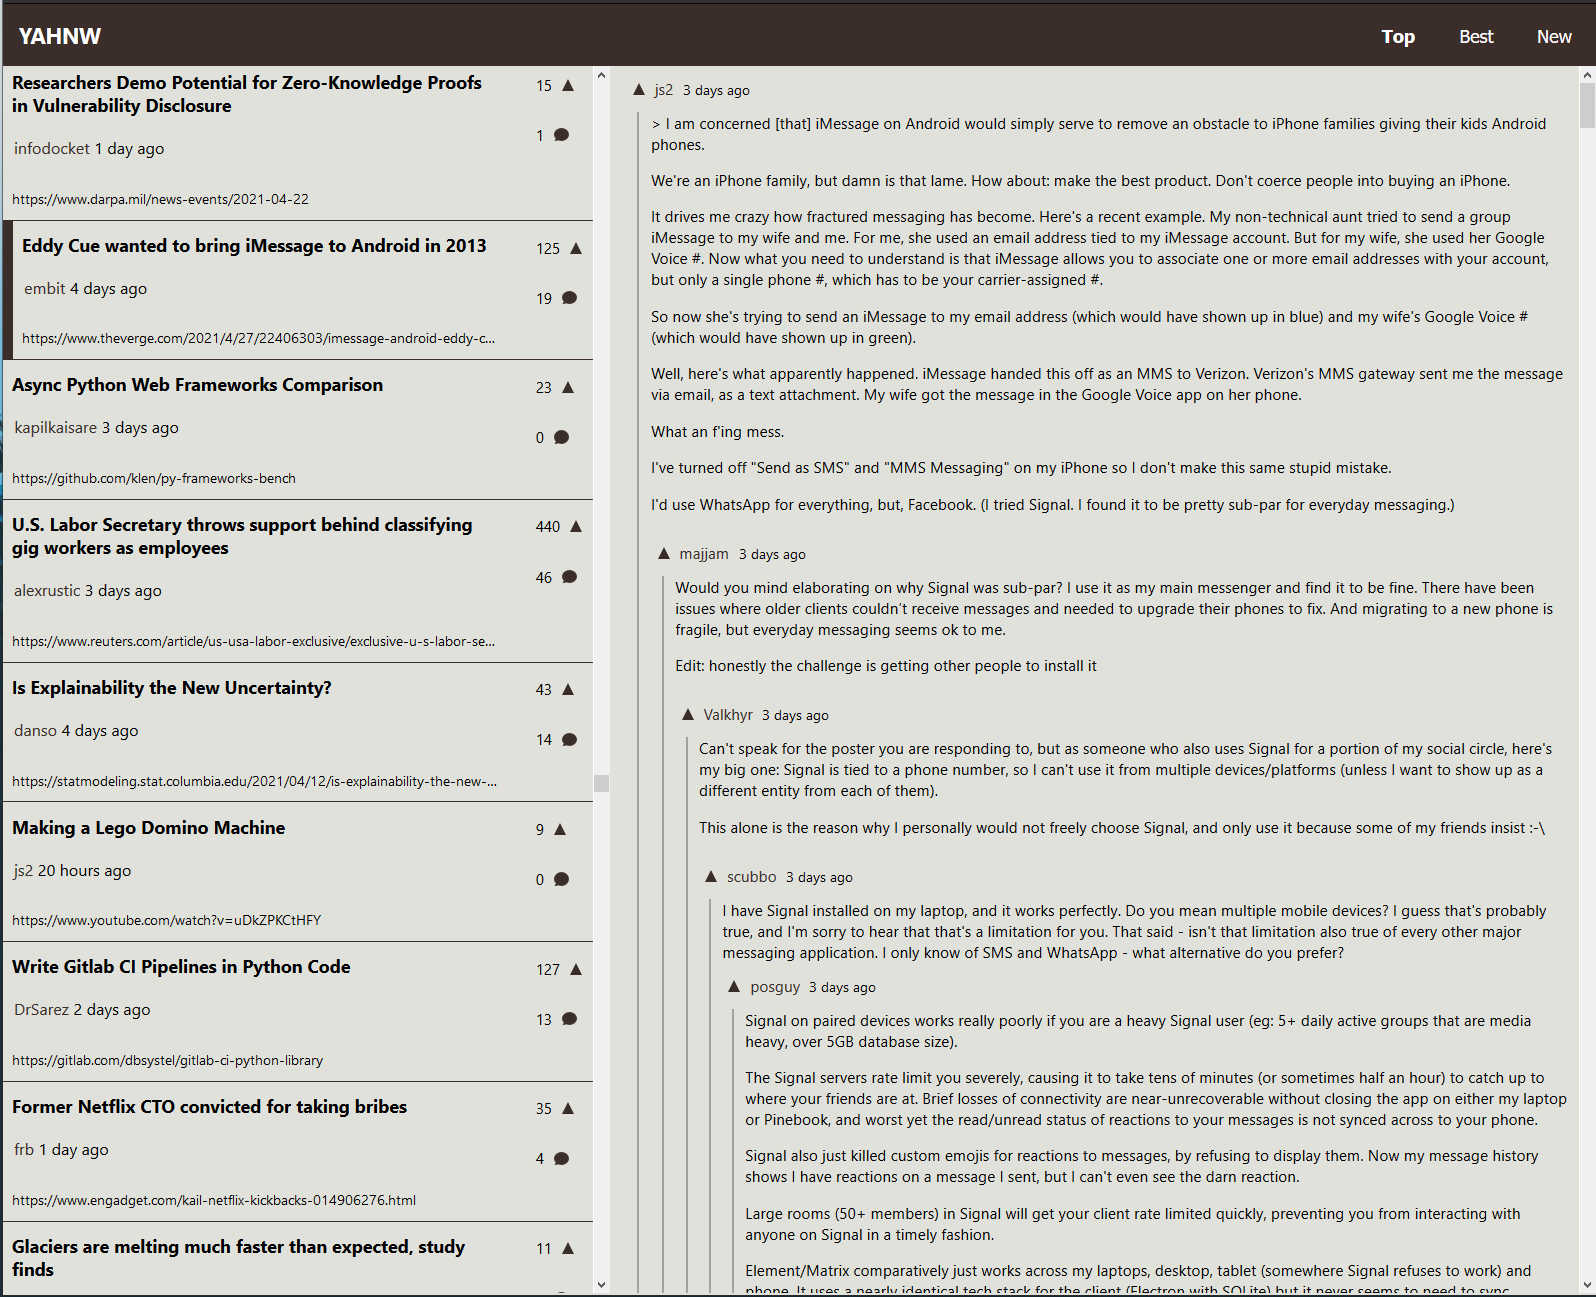 YAHNW
Top
Best
New
Researchers Demo Potential for Zero-Knowledge Proofs
in Vulnerability Disclosure
15
infodocket 1 day ago
1
https://www.darpa.mil/news-events/2021-04-22
Eddy Cue wanted to bring iMessage to Android in 2013
125
embit 4 days ago
19
https://www.theverge.com/2021/4/27/22406303/imessage-android-eddy-c...
Async Python Web Frameworks Comparison
23
kapilkaisare 3 days ago
0
https://github.com/klen/py-frameworks-bench
U.S. Labor Secretary throws support behind classifying
gig workers as employees
440
alexrustic 3 days ago
46
https://www.reuters.com/article/us-usa-labor-exclusive/exclusive-u-s-labor-se...
Is Explainability the New Uncertainty?
43
danso 4 days ago
14
https://statmodeling.stat.columbia.edu/2021/04/12/is-explainability-the-new-...
Making a Lego Domino Machine
9
js2 20 hours ago
0
https://www.youtube.com/watch?v=uDkZPKCtHFY
Write Gitlab CI Pipelines in Python Code
127
DrSarez 2 days ago
13
https://gitlab.com/dbsystel/gitlab-ci-python-library
Former Netflix CTO convicted for taking bribes
35
frb 1 day ago
4
https://www.engadget.com/kail-netflix-kickbacks-014906276.html
Glaciers are melting much faster than expected, study
finds
11
js2 3 days ago
> I am concerned [that] iMessage on Android would simply serve to remove an obstacle to iPhone families giving their kids Android
phones.
We're an iPhone family, but damn is that lame. How about: make the best product. Don't coerce people into buying an iPhone.
It drives me crazy how fractured messaging has become. Here's a recent example. My non-technical aunt tried to send a group
iMessage to my wife and me. For me, she used an email address tied to my iMessage account. But for my wife, she used her Google
Voice #. Now what you need to understand is that iMessage allows you to associate one or more email addresses with your account,
but only a single phone #, which has to be your carrier-assigned #.
So now she's trying to send an iMessage to my email address (which would have shown up in blue) and my wife's Google Voice #
(which would have shown up in green).
Well, here's what apparently happened. iMessage handed this off as an MMS to Verizon. Verizon's MMS gateway sent me the message
via email, as a text attachment. My wife got the message in the Google Voice app on her phone.
What an f'ing mess.
I've turned off "Send as SMS" and "MMS Messaging" on my iPhone so I don't make this same stupid mistake.
I'd use WhatsApp for everything, but, Facebook. (I tried Signal. I found it to be pretty sub-par for everyday messaging.)
majjam 3 days ago
Would you mind elaborating on why Signal was sub-par? I use it as my main messenger and find it to be fine. There have been
issues where older clients couldn’t receive messages and needed to upgrade their phones to fix. And migrating to a new phone is
fragile, but everyday messaging seems ok to me.
Edit: honestly the challenge is getting other people to install it
Valkhyr 3 days ago
Can't speak for the poster you are responding to, but as someone who also uses Signal for a portion of my social circle, here's
my big one: Signal is tied to a phone number, so I can't use it from multiple devices/platforms (unless I want to show up as a
different entity from each of them).
This alone is the reason why I personally would not freely choose Signal, and only use it because some of my friends insist :-\
scubbo 3 days ago
I have Signal installed on my laptop, and it works perfectly. Do you mean multiple mobile devices? I guess that's probably
true, and I'm sorry to hear that that's a limitation for you. That said - isn't that limitation also true of every other major
messaging application. I only know of SMS and WhatsApp - what alternative do you prefer?
posguy 3 days ago
Signal on paired devices works really poorly if you are a heavy Signal user (eg: 5+ daily active groups that are media
heavy, over 5GB database size).
The Signal servers rate limit you severely, causing it to take tens of minutes (or sometimes half an hour) to catch up to
where your friends are at. Brief losses of connectivity are near-unrecoverable without closing the app on either my laptop
or Pinebook, and worst yet the read/unread status of reactions to your messages is not synced across to your phone.
Signal also just killed custom emojis for reactions to messages, by refusing to display them. Now my message history
shows I have reactions on a message I sent, but I can't even see the darn reaction.
Large rooms (50+ members) in Signal will get your client rate limited quickly, preventing you from interacting with
anyone on Signal in a timely fashion.
Element/Matrix comparatively just works across my laptops, desktop, tablet (somewhere Signal refuses to work) and
phone. It uses a nearly identical tech stack for the client (Electron with SQLite) but it never seems to need to sync